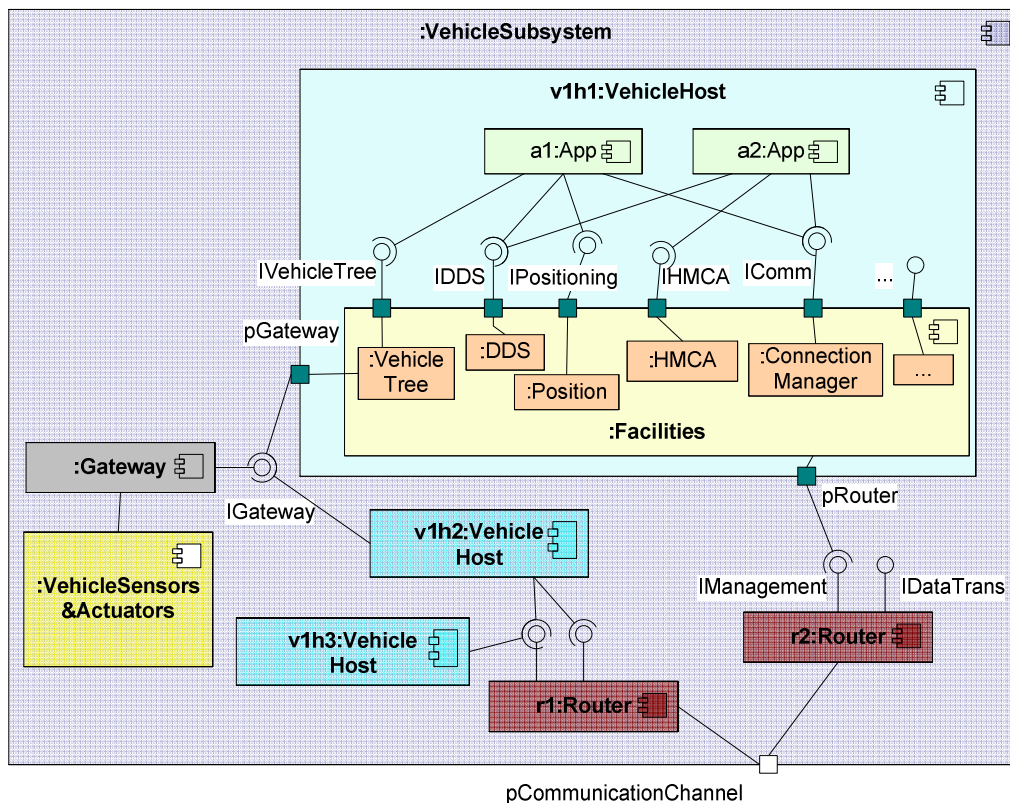 :VehicleSubsystem
v1h1:VehicleHost
a1:App
a2:App
IVehicleTree
IDDS
IPositioning
IHMCA
IComm
...
pGateway
:Vehicle
Tree
:DDS
:Position
:HMCA
:Connection
Manager
...
:Facilities
:Gateway
IGateway
pRouter
v1h2:Vehicle
Host
:VehicleSensors
&Actuators
IManagement
IDataTrans
v1h3:Vehicle
Host
r2:Router
r1:Router
pCommunicationChannel